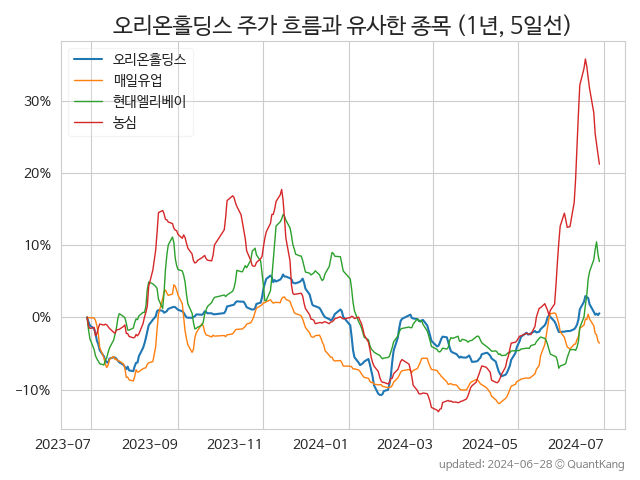 오리온홀딩스 주가 흐름과 유사한 종목 (1년, 5일선)
오리온홀딩스
매일유업
현대엘리베이
농심
30%
20%
10%
0%
−10%
2023-07 2023-09 2023-11 2024-01 2024-03 2024-05 2024-07
updated: 2024-06-28 © QuantKang